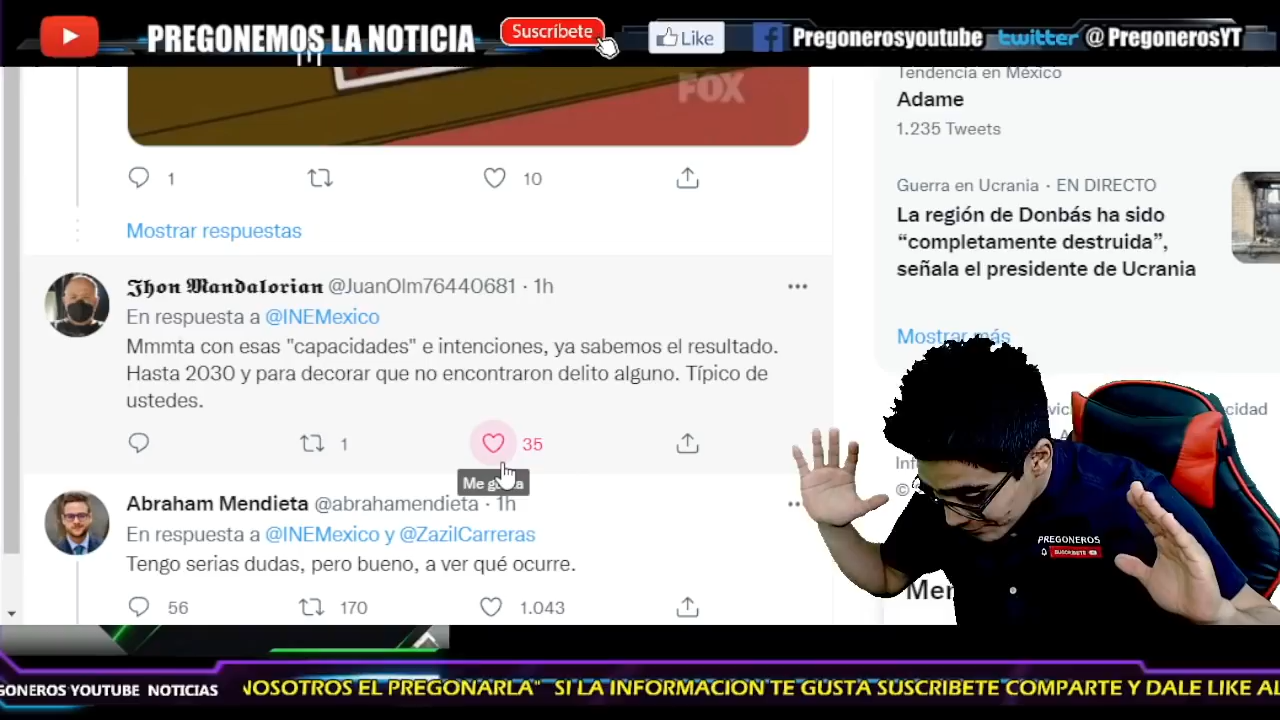 PREGONEMOS LA NOTICIA
Suscríbete
Like
Pregonerosyoutube
twitter @PregonerosYT
FOX
1
10
Mostrar respuestas
Jhon Mandalorian @JuanOlm76440681 · 1h
En respuesta a @INEMexico
Mmmta con esas "capacidades" e intenciones, ya sabemos el resultado.
Hasta 2030 y para decorar que no encontraron delito alguno. Típico de
ustedes.
1
35
Abraham Mendieta @abrahamendieta · 1h
En respuesta a @INEMexico y @ZazilCarreras
Tengo serias dudas, pero bueno, a ver qué ocurre.
56
170
1.043
Tendencia en México
Adame
1.235 Tweets
Guerra en Ucrania · EN DIRECTO
La región de Donbás ha sido
“completamente destruida”,
señala el presidente de Ucrania
Mostrar más
PREGONEROS
SUSCRIBETE
GONEROS YOUTUBE NOTICIAS
NOSOTROS EL PREGONARLA" SI LA INFORMACION TE GUSTA SUSCRIBETE COMPARTE Y DALE LIKE AL